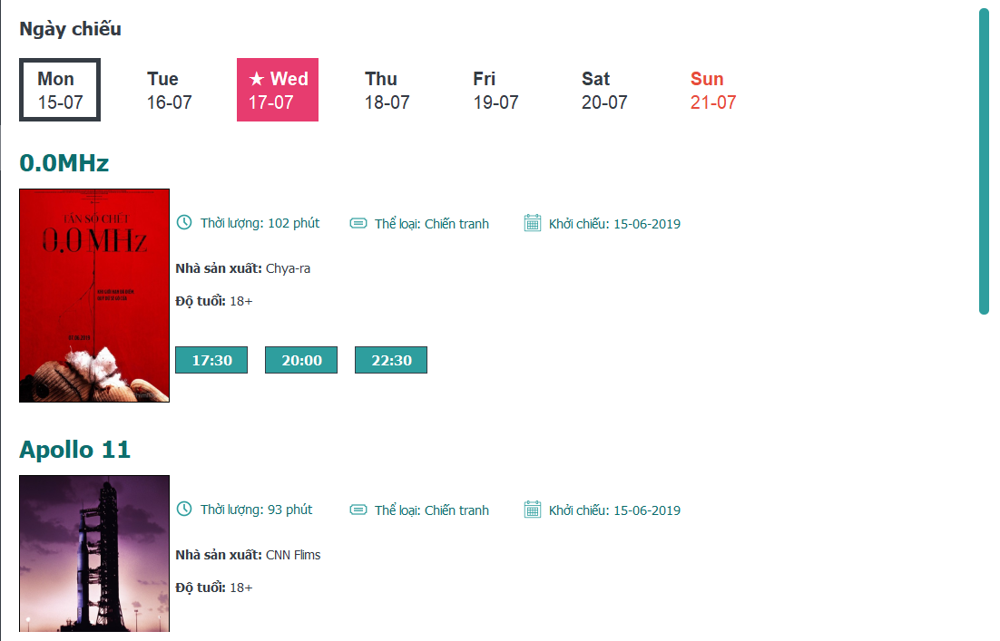 Ngày chiếu
Mon Tue ★ Wed Thu Fri Sat Sun
15-07 16-07 17-07 18-07 19-07 20-07 21-07
0.0MHz
TẦN SỐ CHẾT
0.0 MHz
Thời lượng: 102 phút Thể loại: Chiến tranh Khởi chiếu: 15-06-2019
Nhà sản xuất: Chya-ra
Độ tuổi: 18+
17:30 20:00 22:30
Apollo 11
Thời lượng: 93 phút Thể loại: Chiến tranh Khởi chiếu: 15-06-2019
Nhà sản xuất: CNN Flims
Độ tuổi: 18+